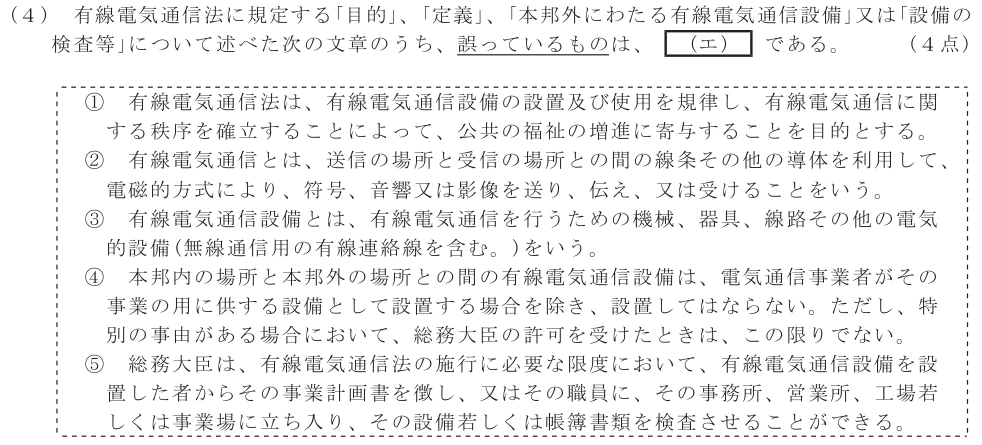 (４) 有線電気通信法に規定する「目的」、「定義」、「本邦外にわたる有線電気通信設備」又は「設備の
検査等」について述べた次の文章のうち、誤っているものは、 (エ) である。 (４点)
① 有線電気通信法は、有線電気通信設備の設置及び使用を規律し、有線電気通信に関
する秩序を確立することによって、公共の福祉の増進に寄与することを目的とする。
② 有線電気通信とは、送信の場所と受信の場所との間の線条その他の導体を利用して、
電磁的方式により、符号、音響又は影像を送り、伝え、又は受けることをいう。
③ 有線電気通信設備とは、有線電気通信を行うための機械、器具、線路その他の電気
的設備(無線通信用の有線連絡線を含む。)をいう。
④ 本邦内の場所と本邦外の場所との間の有線電気通信設備は、電気通信事業者がその
事業の用に供する設備として設置する場合を除き、設置してはならない。ただし、特
別の事由がある場合において、総務大臣の許可を受けたときは、この限りでない。
⑤ 総務大臣は、有線電気通信法の施行に必要な限度において、有線電気通信設備を設
置した者からその事業計画書を徴し、又はその職員に、その事務所、営業所、工場若
しくは事業場に立ち入り、その設備若しくは帳簿書類を検査させることができる。